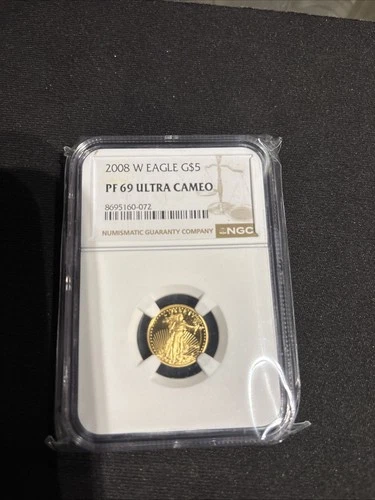 2008 W EAGLE G$5
PF 69 ULTRA CAMEO
8695160-072
NUMISMATIC GUARANTY COMPANY NGC